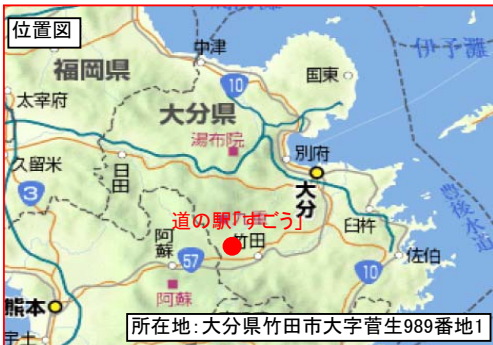 位置図
中津
伊予灘
国東
福岡県
10
太宰府
大分県
湯布院
別府
久留米
日田
大分
3
道の駅「すごう」
臼杵
豊後水道
竹田
阿蘇
57
佐伯
10
阿蘇
熊本
宇土
所在地：大分県竹田市大字菅生989番地1